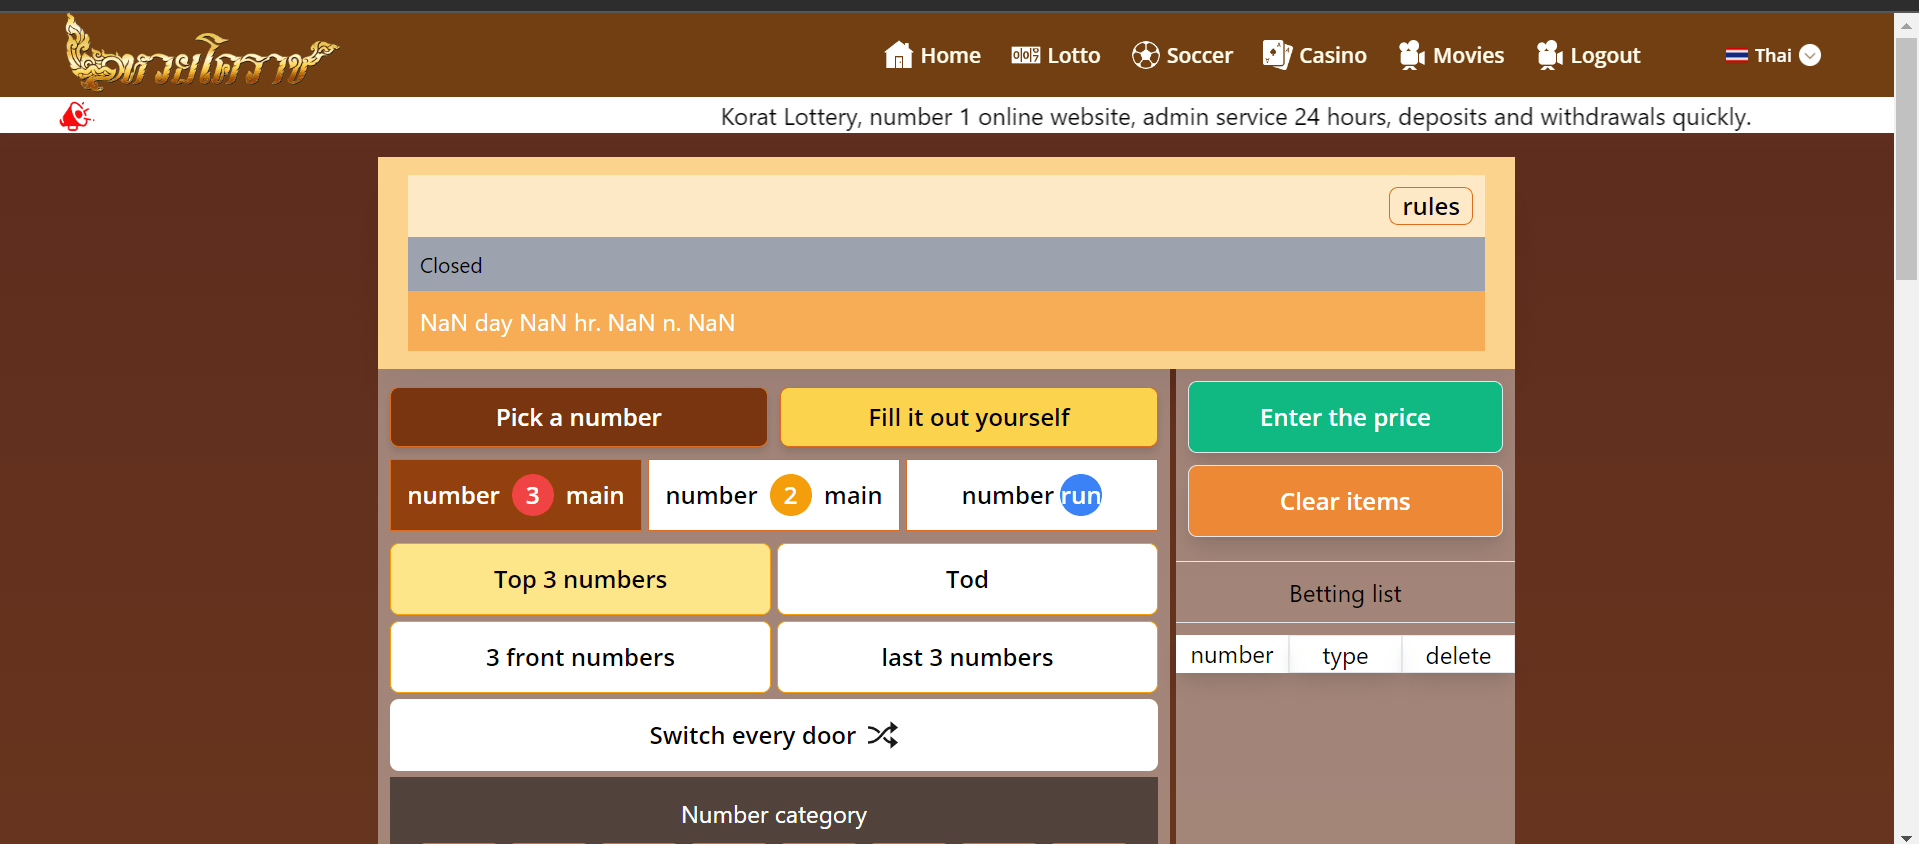 หวยโคราช
Home
009 Lotto
Soccer
Casino
Movies
Logout
Thai
Korat Lottery, number 1 online website, admin service 24 hours, deposits and withdrawals quickly.
rules
Closed
NaN day NaN hr. NaN n. NaN
Pick a number
Fill it out yourself
Enter the price
number 3 main
number 2 main
number run
Clear items
Top 3 numbers
Tod
Betting list
3 front numbers
last 3 numbers
number
type
delete
Switch every door
Number category